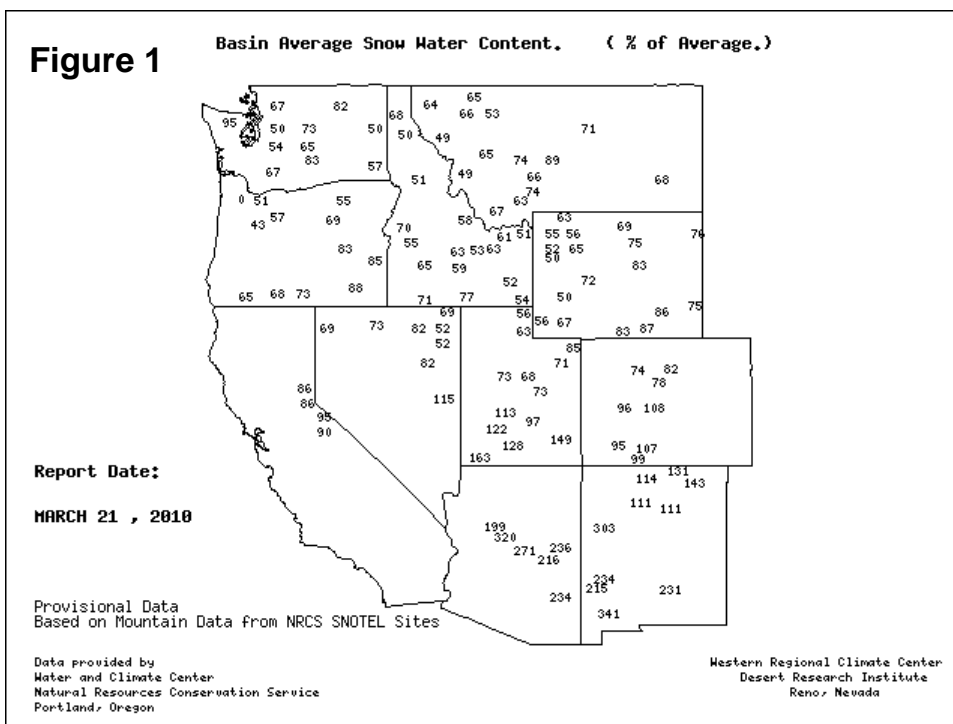 Figure 1
Basin Average Snow Water Content. ( % of Average.)
65
67 82 64
68 66 53
95
50 73 50 50 71
49
54 65
65
83 74 89
57
67 49 66
51 68
74
0 51 55 63
67
43 57 69 58 63
70 69
61 51 55 56 76
55 75
83 63 53 63 52 65
50
85 65 59 83
52 72
88
65 68 73 71 77 54 50
75
69 56 86
69 73 82 52 56 67
63 83 87
52 85
82 71
74 82
73 68 78
86 73
86 115
96 108
95 113
97
90 122
128 149 95 107
163 99
Report Date:
131
114 143
MARCH 21 , 2010
111 111
199 303
320
271 236
216
234
215 231
234
341
Provisional Data
Based on Mountain Data from NRCS SNOTEL Sites
Data provided by
Water and Climate Center
Natural Resources Conservation Service
Portland, Oregon
Western Regional Climate Center
Desert Research Institute
Reno, Nevada